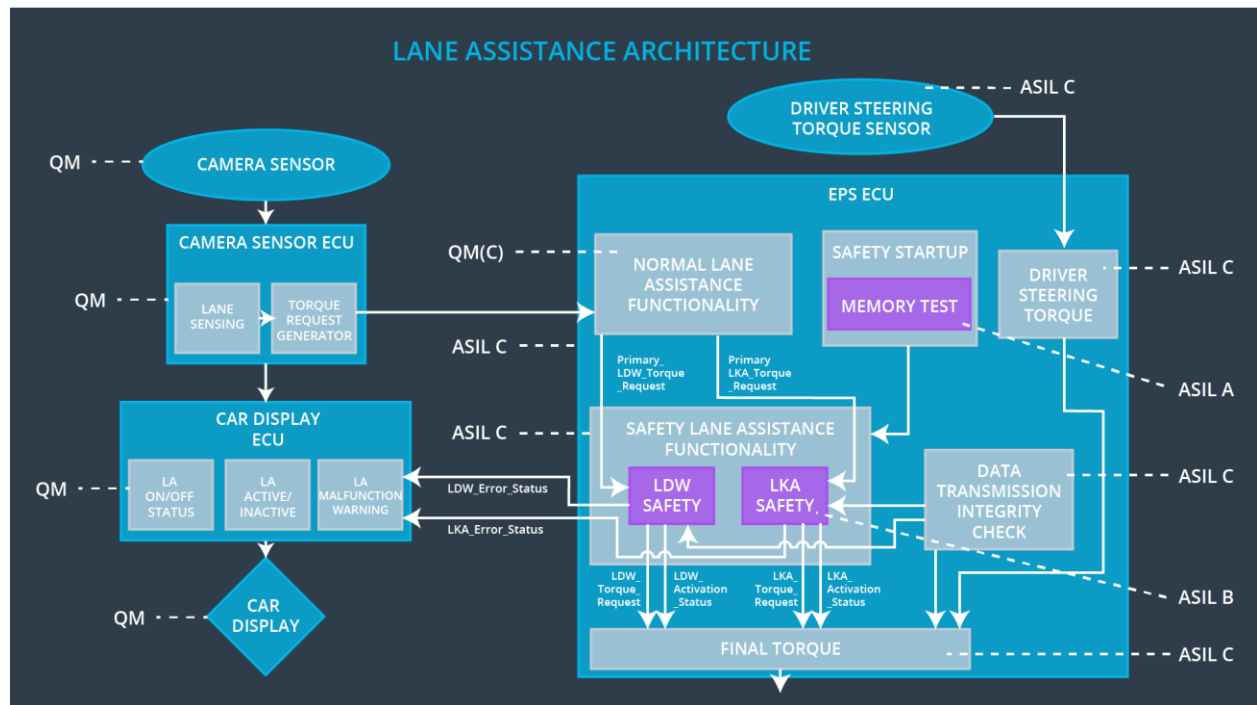 LANE ASSISTANCE ARCHITECTURE
ASIL C
DRIVER STEERING
TORQUE SENSOR
QM
CAMERA SENSOR
EPS ECU
CAMERA SENSOR ECU
QM
LANE
SENSING
TORQUE
REQUEST
GENERATOR
QM(C)
NORMAL LANE
ASSISTANCE
FUNCTIONALITY
SAFETY STARTUP
MEMORY TEST
DRIVER
STEERING
TORQUE
ASIL C
ASIL C
Primary_
LDW_Torque
_Request
Primary
LKA_Torque
_Request
ASIL A
CAR DISPLAY
ECU
QM
LA
ON/OFF
STATUS
LA
ACTIVE/
INACTIVE
LA
MALFUNCTION
WARNING
ASIL C
SAFETY LANE ASSISTANCE
FUNCTIONALITY
LDW
SAFETY
LKA
SAFETY
DATA
TRANSMISSION
INTEGRITY
CHECK
ASIL C
LDW_Error_Status
LKA_Error_Status
LDW_
Torque_
Request
LDW_
Activation
_Status
LKA_
Torque_
Request
LKA_
Activation
_Status
ASIL B
QM
CAR
DISPLAY
FINAL TORQUE
ASIL C